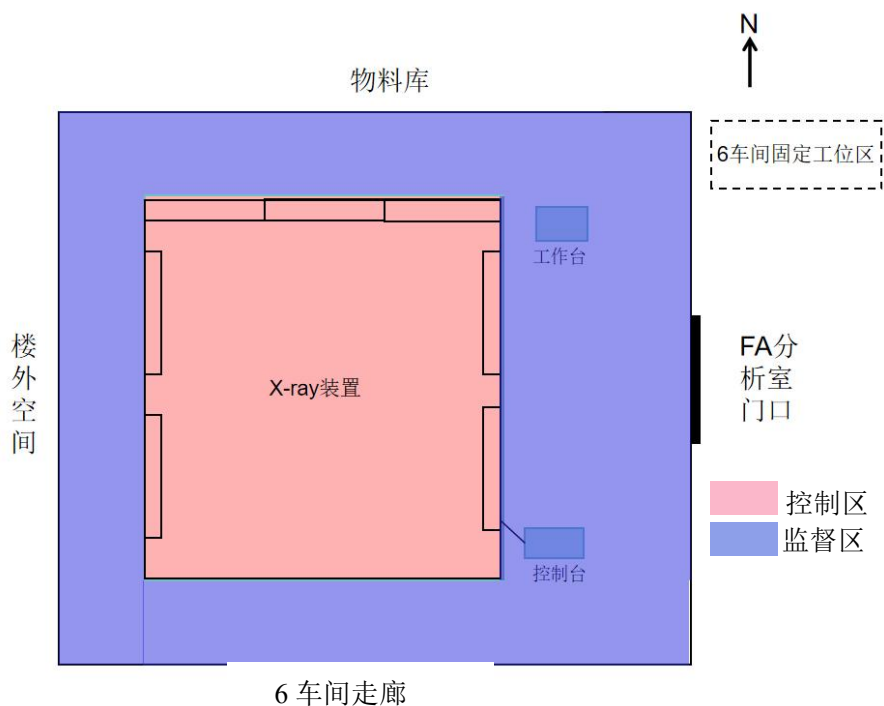 N
物料库
6车间固定工位区
工作台
楼
外
空
间
X-ray装置
FA分
析室
门口
控制区
监督区
控制台
6 车间走廊